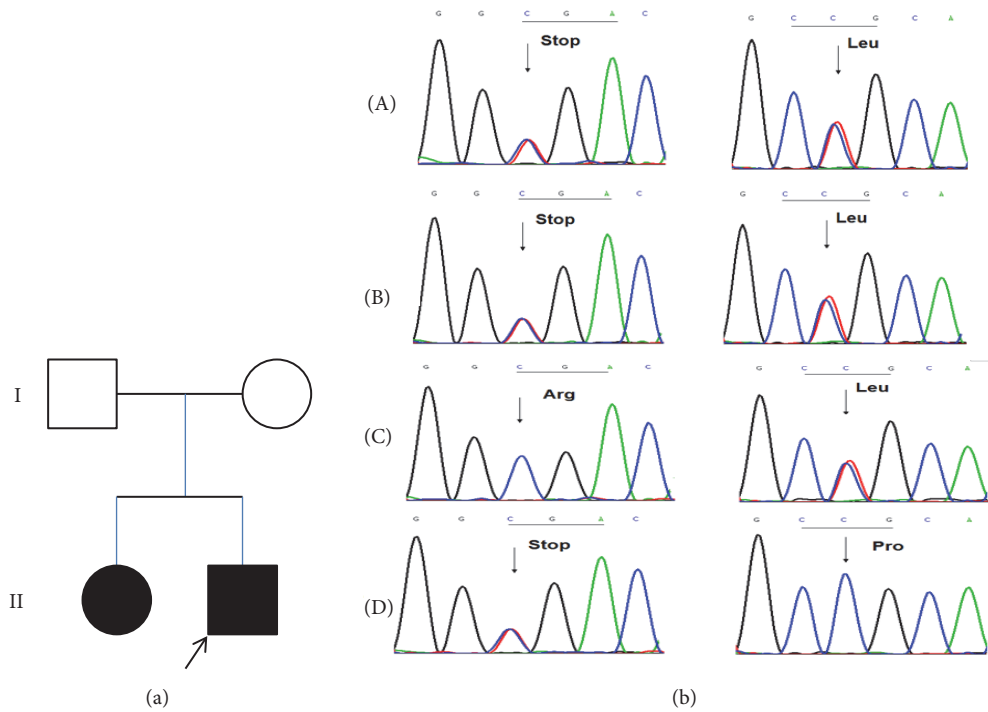 G G C G A C
Stop
G C C G C A
Leu
(A)
G G C G A C
Stop
G C C G C A
Leu
(B)
G G C G A C
Arg
G C C G C A
Leu
(C)
G G C G A C
Stop
G C C G C A
Pro
(D)
I
II
(a)
(b)